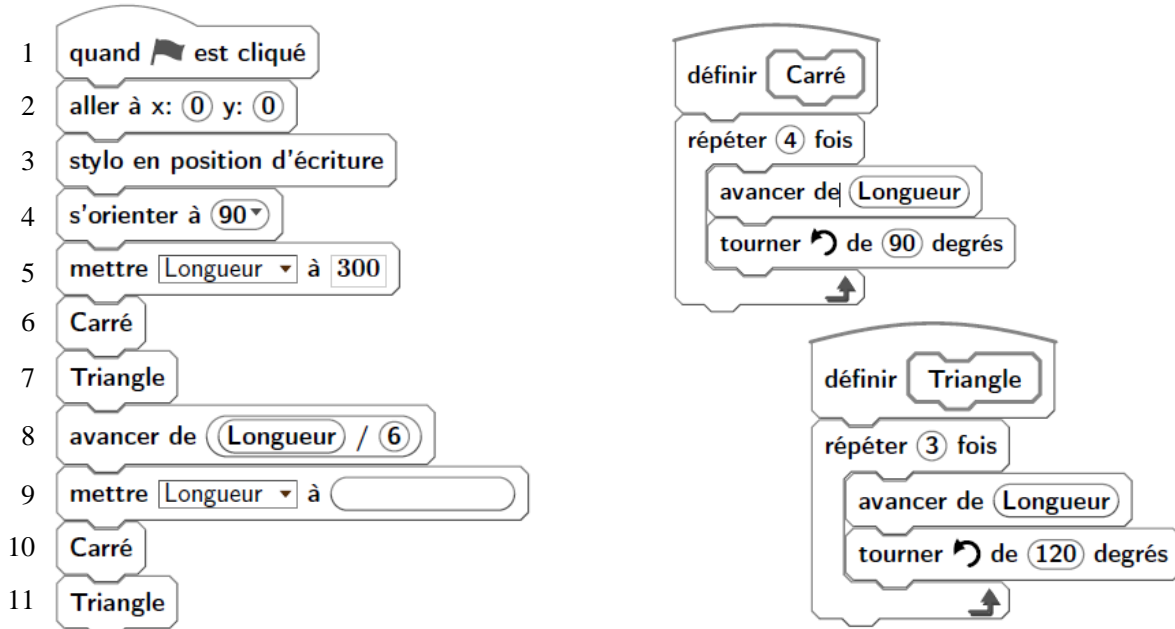 1 quand est cliqué
2 aller à x: 0 y: 0
3 stylo en position d'écriture
4 s'orienter à 90
5 mettre Longueur à 300
6 Carré
7 Triangle
8 avancer de Longueur / 6
9 mettre Longueur à
10 Carré
11 Triangle
définir Carré
répéter 4 fois
avancer de Longueur
tourner de 90 degrés
définir Triangle
répéter 3 fois
avancer de Longueur
tourner de 120 degrés